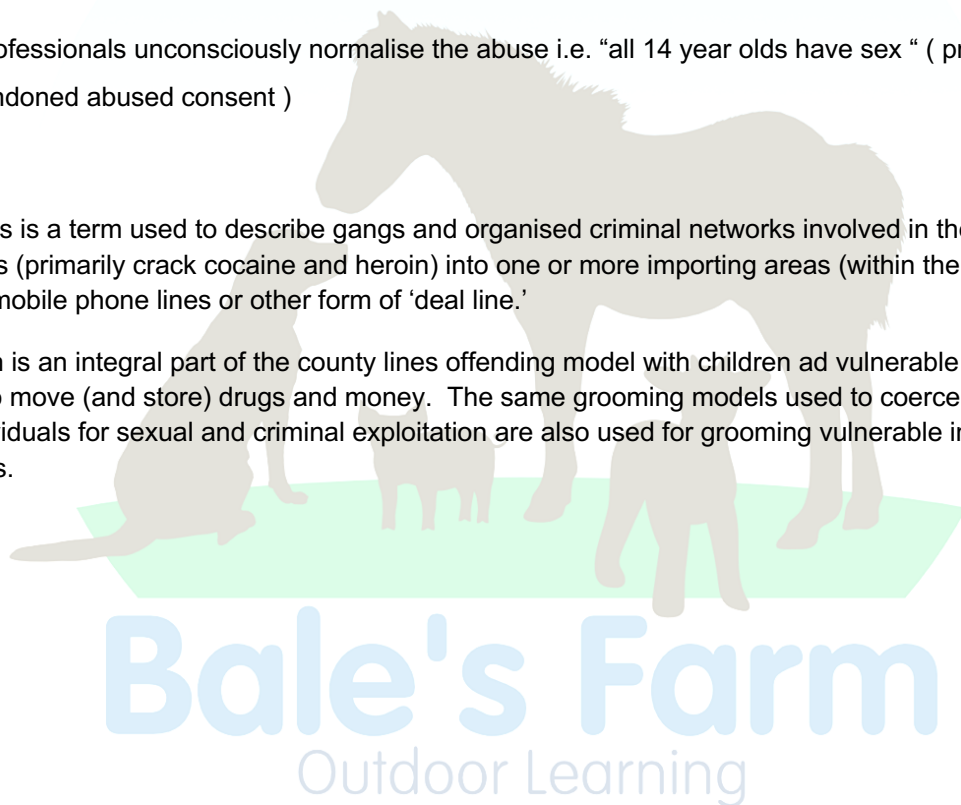 ofessionals unconsciously normalise the abuse i.e. “all 14 year olds have sex “ ( pr
ndoned abused consent )
s is a term used to describe gangs and organised criminal networks involved in the
s (primarily crack cocaine and heroin) into one or more importing areas (within the
mobile phone lines or other form of ‘deal line.’
n is an integral part of the county lines offending model with children ad vulnerable
o move (and store) drugs and money.  The same grooming models used to coerce
viduals for sexual and criminal exploitation are also used for grooming vulnerable in
s.
Bale's Farm
Outdoor Learning